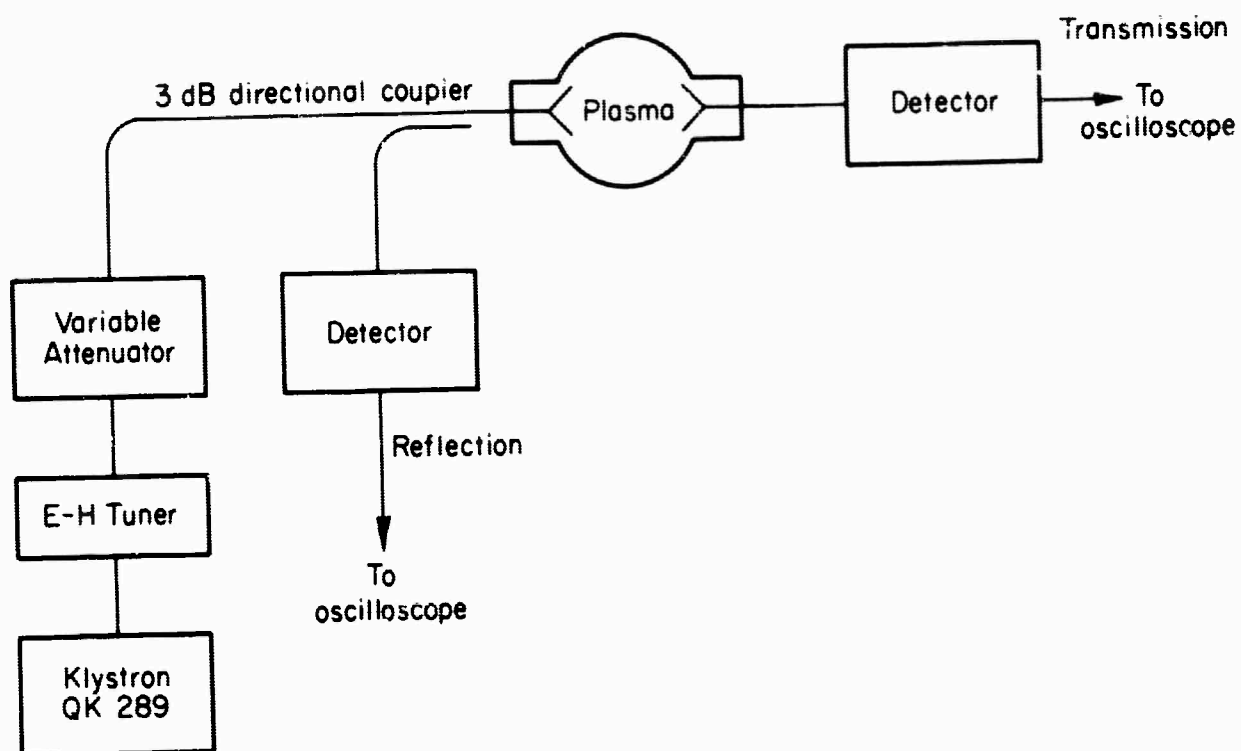 Transmission
3 dB directional coupier
Plasma
Detector
To
oscilloscope
Variable
Attenuator
Detector
Reflection
E-H Tuner
To
oscilloscope
Klystron
QK 289